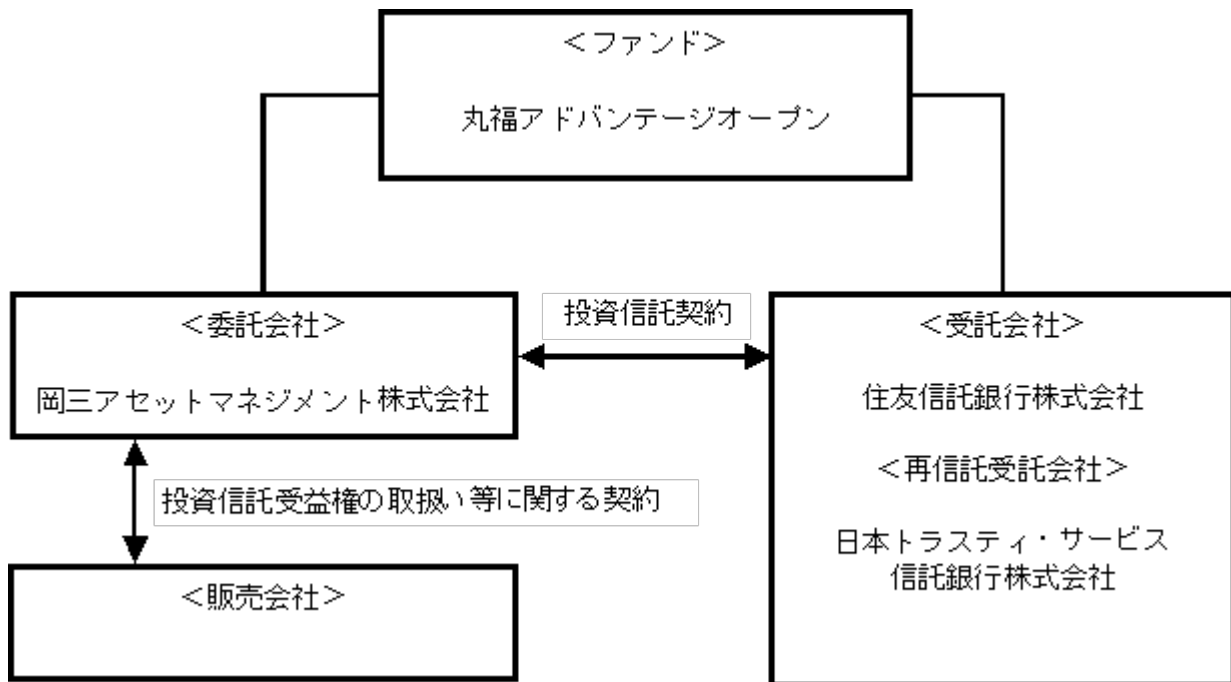 ＜ファンド＞
丸福アドバンテージオープン
＜委託会社＞
岡三アセットマネジメント株式会社
投資信託契約
＜受託会社＞
住友信託銀行株式会社
＜再信託受託会社＞
日本トラスティ・サービス
信託銀行株式会社
投資信託受益権の取扱い等に関する契約
＜販売会社＞